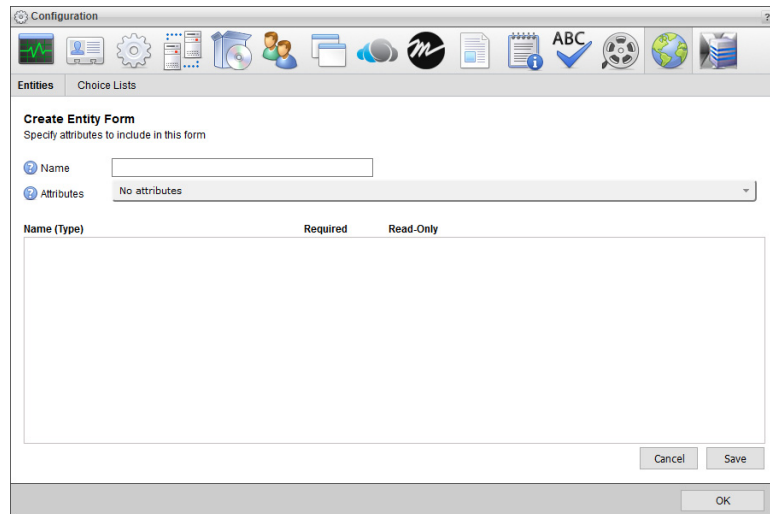 Configuration
?
ABC
Entities Choice Lists
Create Entity Form
Specify attributes to include in this form
? Name
? Attributes No attributes
Name (Type) Required Read-Only
Cancel Save
OK